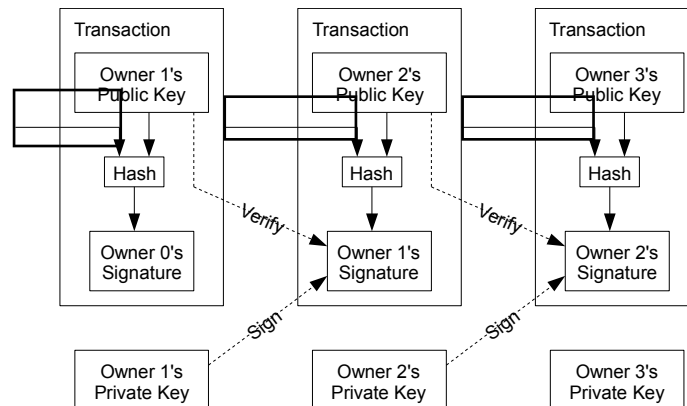 Transaction
Owner 1's
Public Key
Hash
Owner 0's
Signature
Transaction
Owner 2's
Public Key
Hash
Verify
Owner 1's
Signature
Transaction
Owner 3's
Public Key
Hash
Verify
Owner 2's
Signature
Sign
Sign
Owner 1's
Private Key
Owner 2's
Private Key
Owner 3's
Private Key